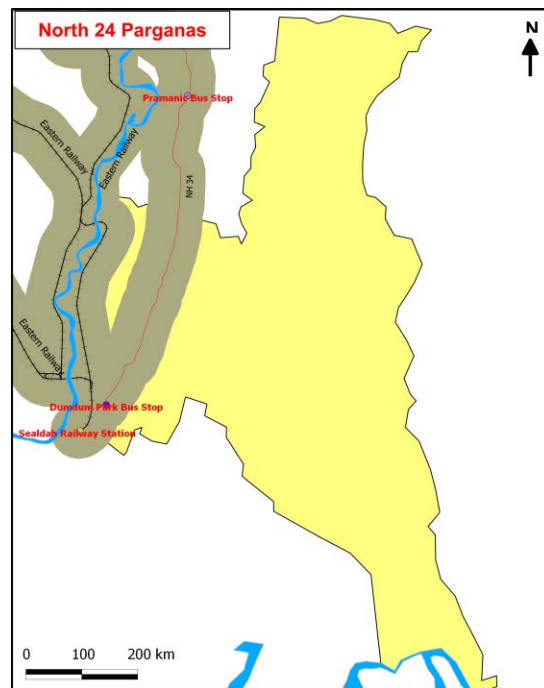 North 24 Parganas
N
Pramanic Bus Stop
Eastern Railway
Eastern Railway
NH 34
Eastern Railway
Dumdum Park Bus Stop
Sealdah Railway Station
0 100 200 km